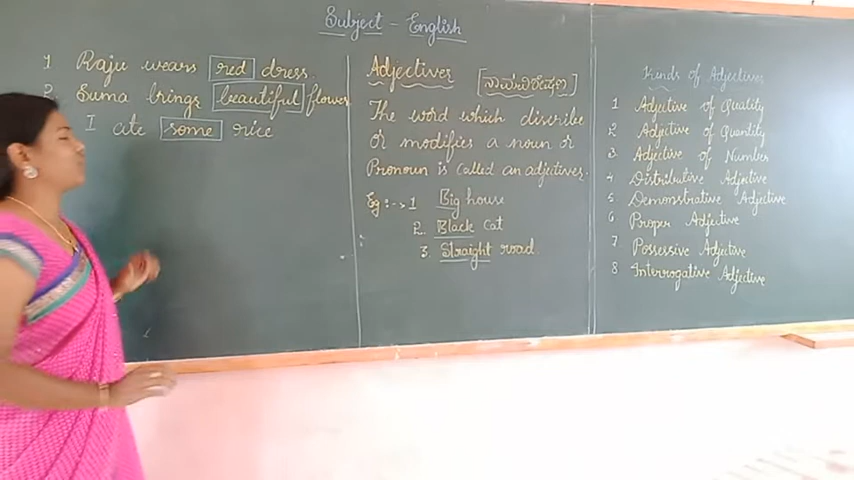 Subject - English
1 Raju wears red dress.
2. Suma brings beautiful flower
I ate some rice
Adjectives [ನಾಮವಿಶೇಷಣ]
The word which discribe
or modifies a noun or
Pronoun is called an adjectives.
Eg :-> 1 Big house
2. Black cat
3. Straight road.
Kinds of Adjectives
1 Adjective of Quality
2 Adjective of Quantity
3 Adjective of Number
4 Distributive Adjective
5 Demonstrative Adjective
6 Proper Adjective
7 Possessive Adjective
8 Interrogative Adjective